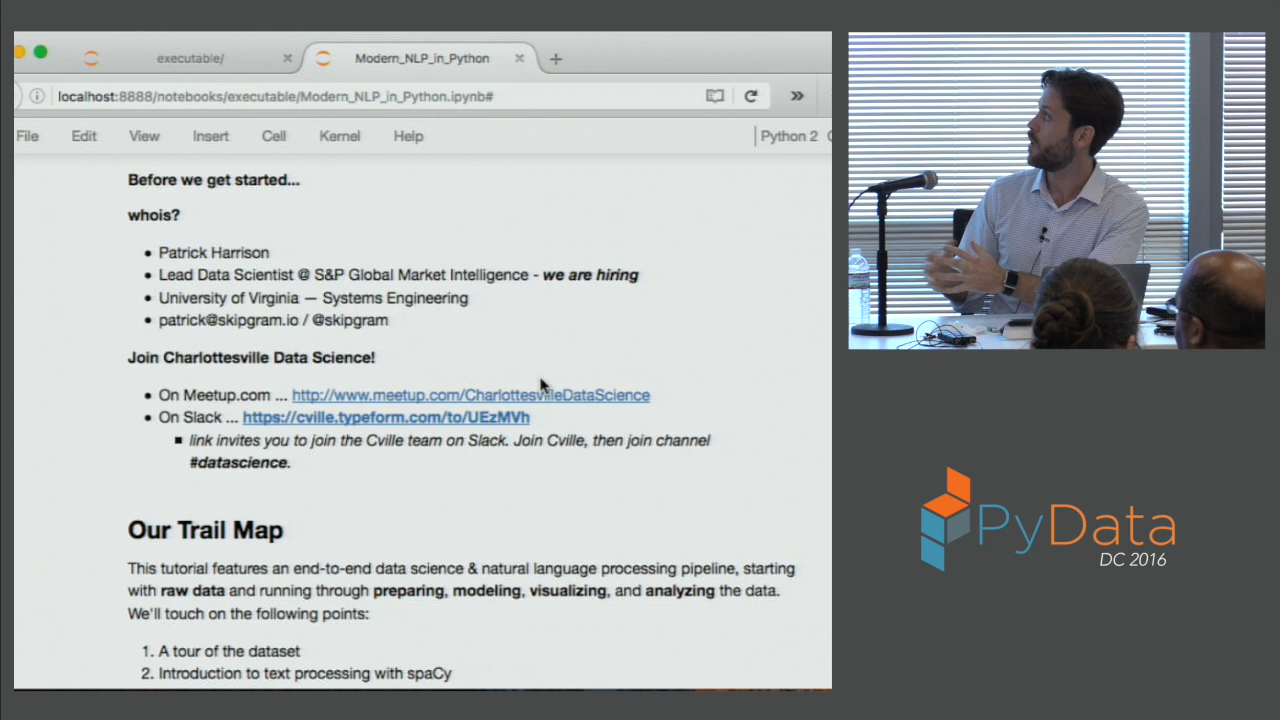 executable/
Modern_NLP_in_Python
localhost:8888/notebooks/executable/Modern_NLP_in_Python.ipynb#
File Edit View Insert Cell Kernel Help
Python 2
Before we get started...
whois?
• Patrick Harrison
• Lead Data Scientist @ S&P Global Market Intelligence - we are hiring
• University of Virginia — Systems Engineering
• patrick@skipgram.io / @skipgram
Join Charlottesville Data Science!
• On Meetup.com ... http://www.meetup.com/CharlottesvilleDataScience
• On Slack ... https://cville.typeform.com/to/UEzMVh
▪ link invites you to join the Cville team on Slack. Join Cville, then join channel
#datascience.
Our Trail Map
This tutorial features an end-to-end data science & natural language processing pipeline, starting
with raw data and running through preparing, modeling, visualizing, and analyzing the data.
We'll touch on the following points:
1. A tour of the dataset
2. Introduction to text processing with spaCy
PyData
DC 2016